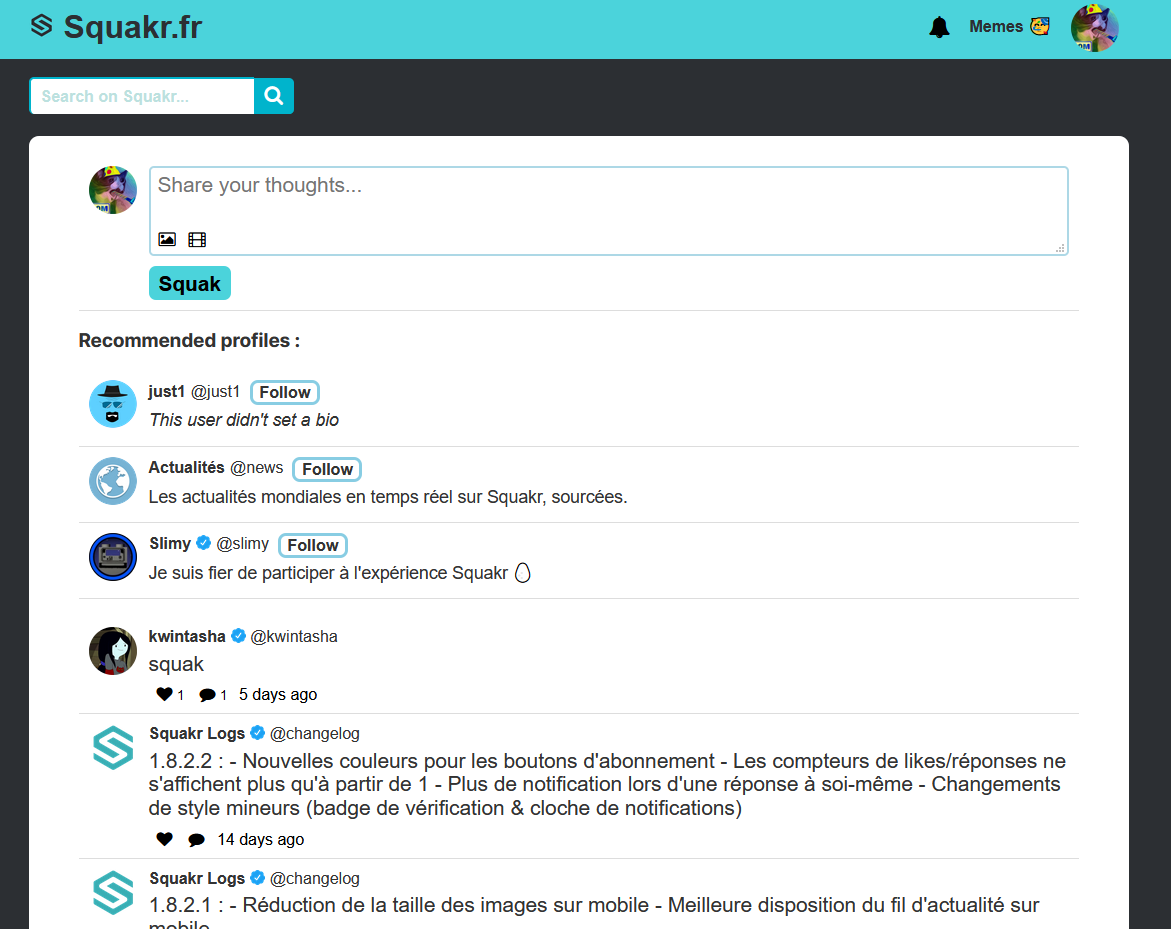 Squakr.fr
Memes 🥳
Search on Squakr...
Share your thoughts...
Squak
Recommended profiles :
just1 @just1 Follow
This user didn't set a bio
Actualités @news Follow
Les actualités mondiales en temps réel sur Squakr, sourcées.
Slimy @slimy Follow
Je suis fier de participer à l'expérience Squakr
kwintasha @kwintasha
squak
1 1 5 days ago
Squakr Logs @changelog
1.8.2.2 : - Nouvelles couleurs pour les boutons d'abonnement - Les compteurs de likes/réponses ne
s'affichent plus qu'à partir de 1 - Plus de notification lors d'une réponse à soi-même - Changements
de style mineurs (badge de vérification & cloche de notifications)
14 days ago
Squakr Logs @changelog
1.8.2.1 : - Réduction de la taille des images sur mobile - Meilleure disposition du fil d'actualité sur
mobile